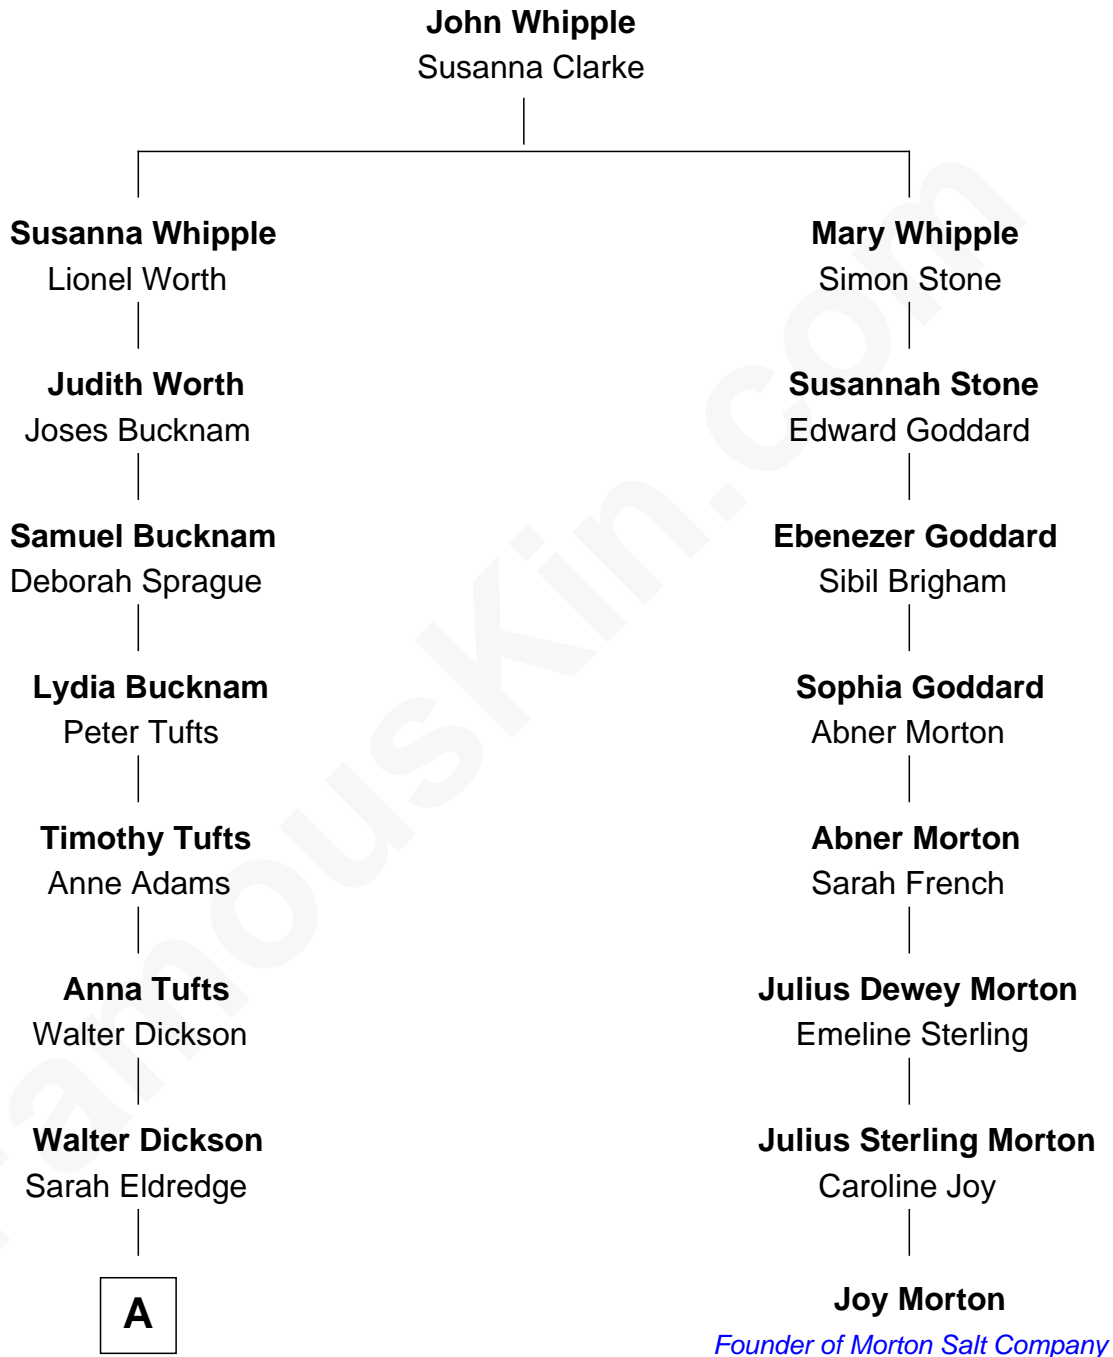 John Whipple
Susanna Clarke
Susanna Whipple
Lionel Worth
Mary Whipple
Simon Stone
Judith Worth
Joses Bucknam
Susannah Stone
Edward Goddard
Samuel Bucknam
Deborah Sprague
Ebenezer Goddard
Sibil Brigham
Lydia Bucknam
Peter Tufts
Sophia Goddard
Abner Morton
Timothy Tufts
Anne Adams
Abner Morton
Sarah French
Anna Tufts
Walter Dickson
Julius Dewey Morton
Emeline Sterling
Walter Dickson
Sarah Eldredge
Julius Sterling Morton
Caroline Joy
A
Joy Morton
Founder of Morton Salt Company
FamousKin.com